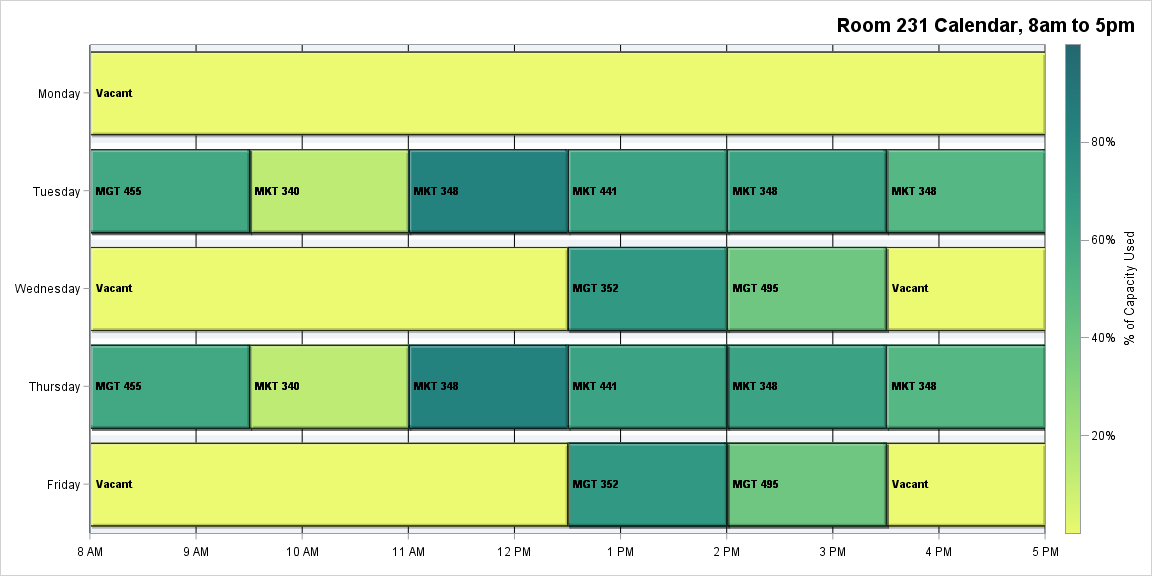 Room 231 Calendar, 8am to 5pm
Monday
Vacant
Tuesday
MGT 455 MKT 340 MKT 348 MKT 441 MKT 348 MKT 348
Wednesday
Vacant MGT 352 MGT 495 Vacant
Thursday
MGT 455 MKT 340 MKT 348 MKT 441 MKT 348 MKT 348
Friday
Vacant MGT 352 MGT 495 Vacant
8 AM 9 AM 10 AM 11 AM 12 PM 1 PM 2 PM 3 PM 4 PM 5 PM
80%
60%
40%
20%
% of Capacity Used